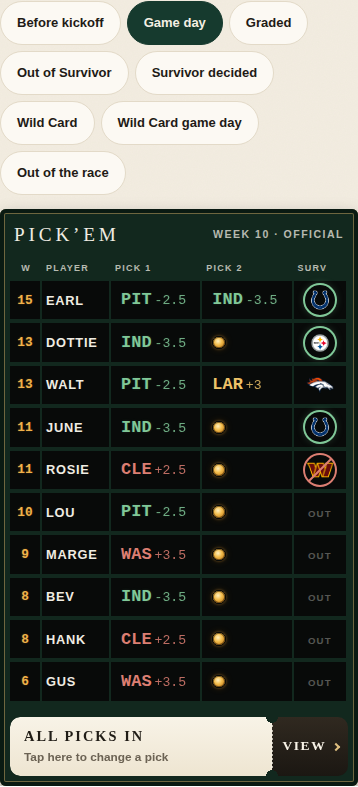 Before kickoff Game day Graded
Out of Survivor Survivor decided
Wild Card Wild Card game day
Out of the race
PICK’EM WEEK 10 · OFFICIAL
W PLAYER PICK 1 PICK 2 SURV
15 EARL PIT -2.5 IND -3.5
13 DOTTIE IND -3.5
13 WALT PIT -2.5 LAR +3
11 JUNE IND -3.5
11 ROSIE CLE +2.5
10 LOU PIT -2.5 OUT
9 MARGE WAS +3.5 OUT
8 BEV IND -3.5 OUT
8 HANK CLE +2.5 OUT
6 GUS WAS +3.5 OUT
ALL PICKS IN
Tap here to change a pick
VIEW